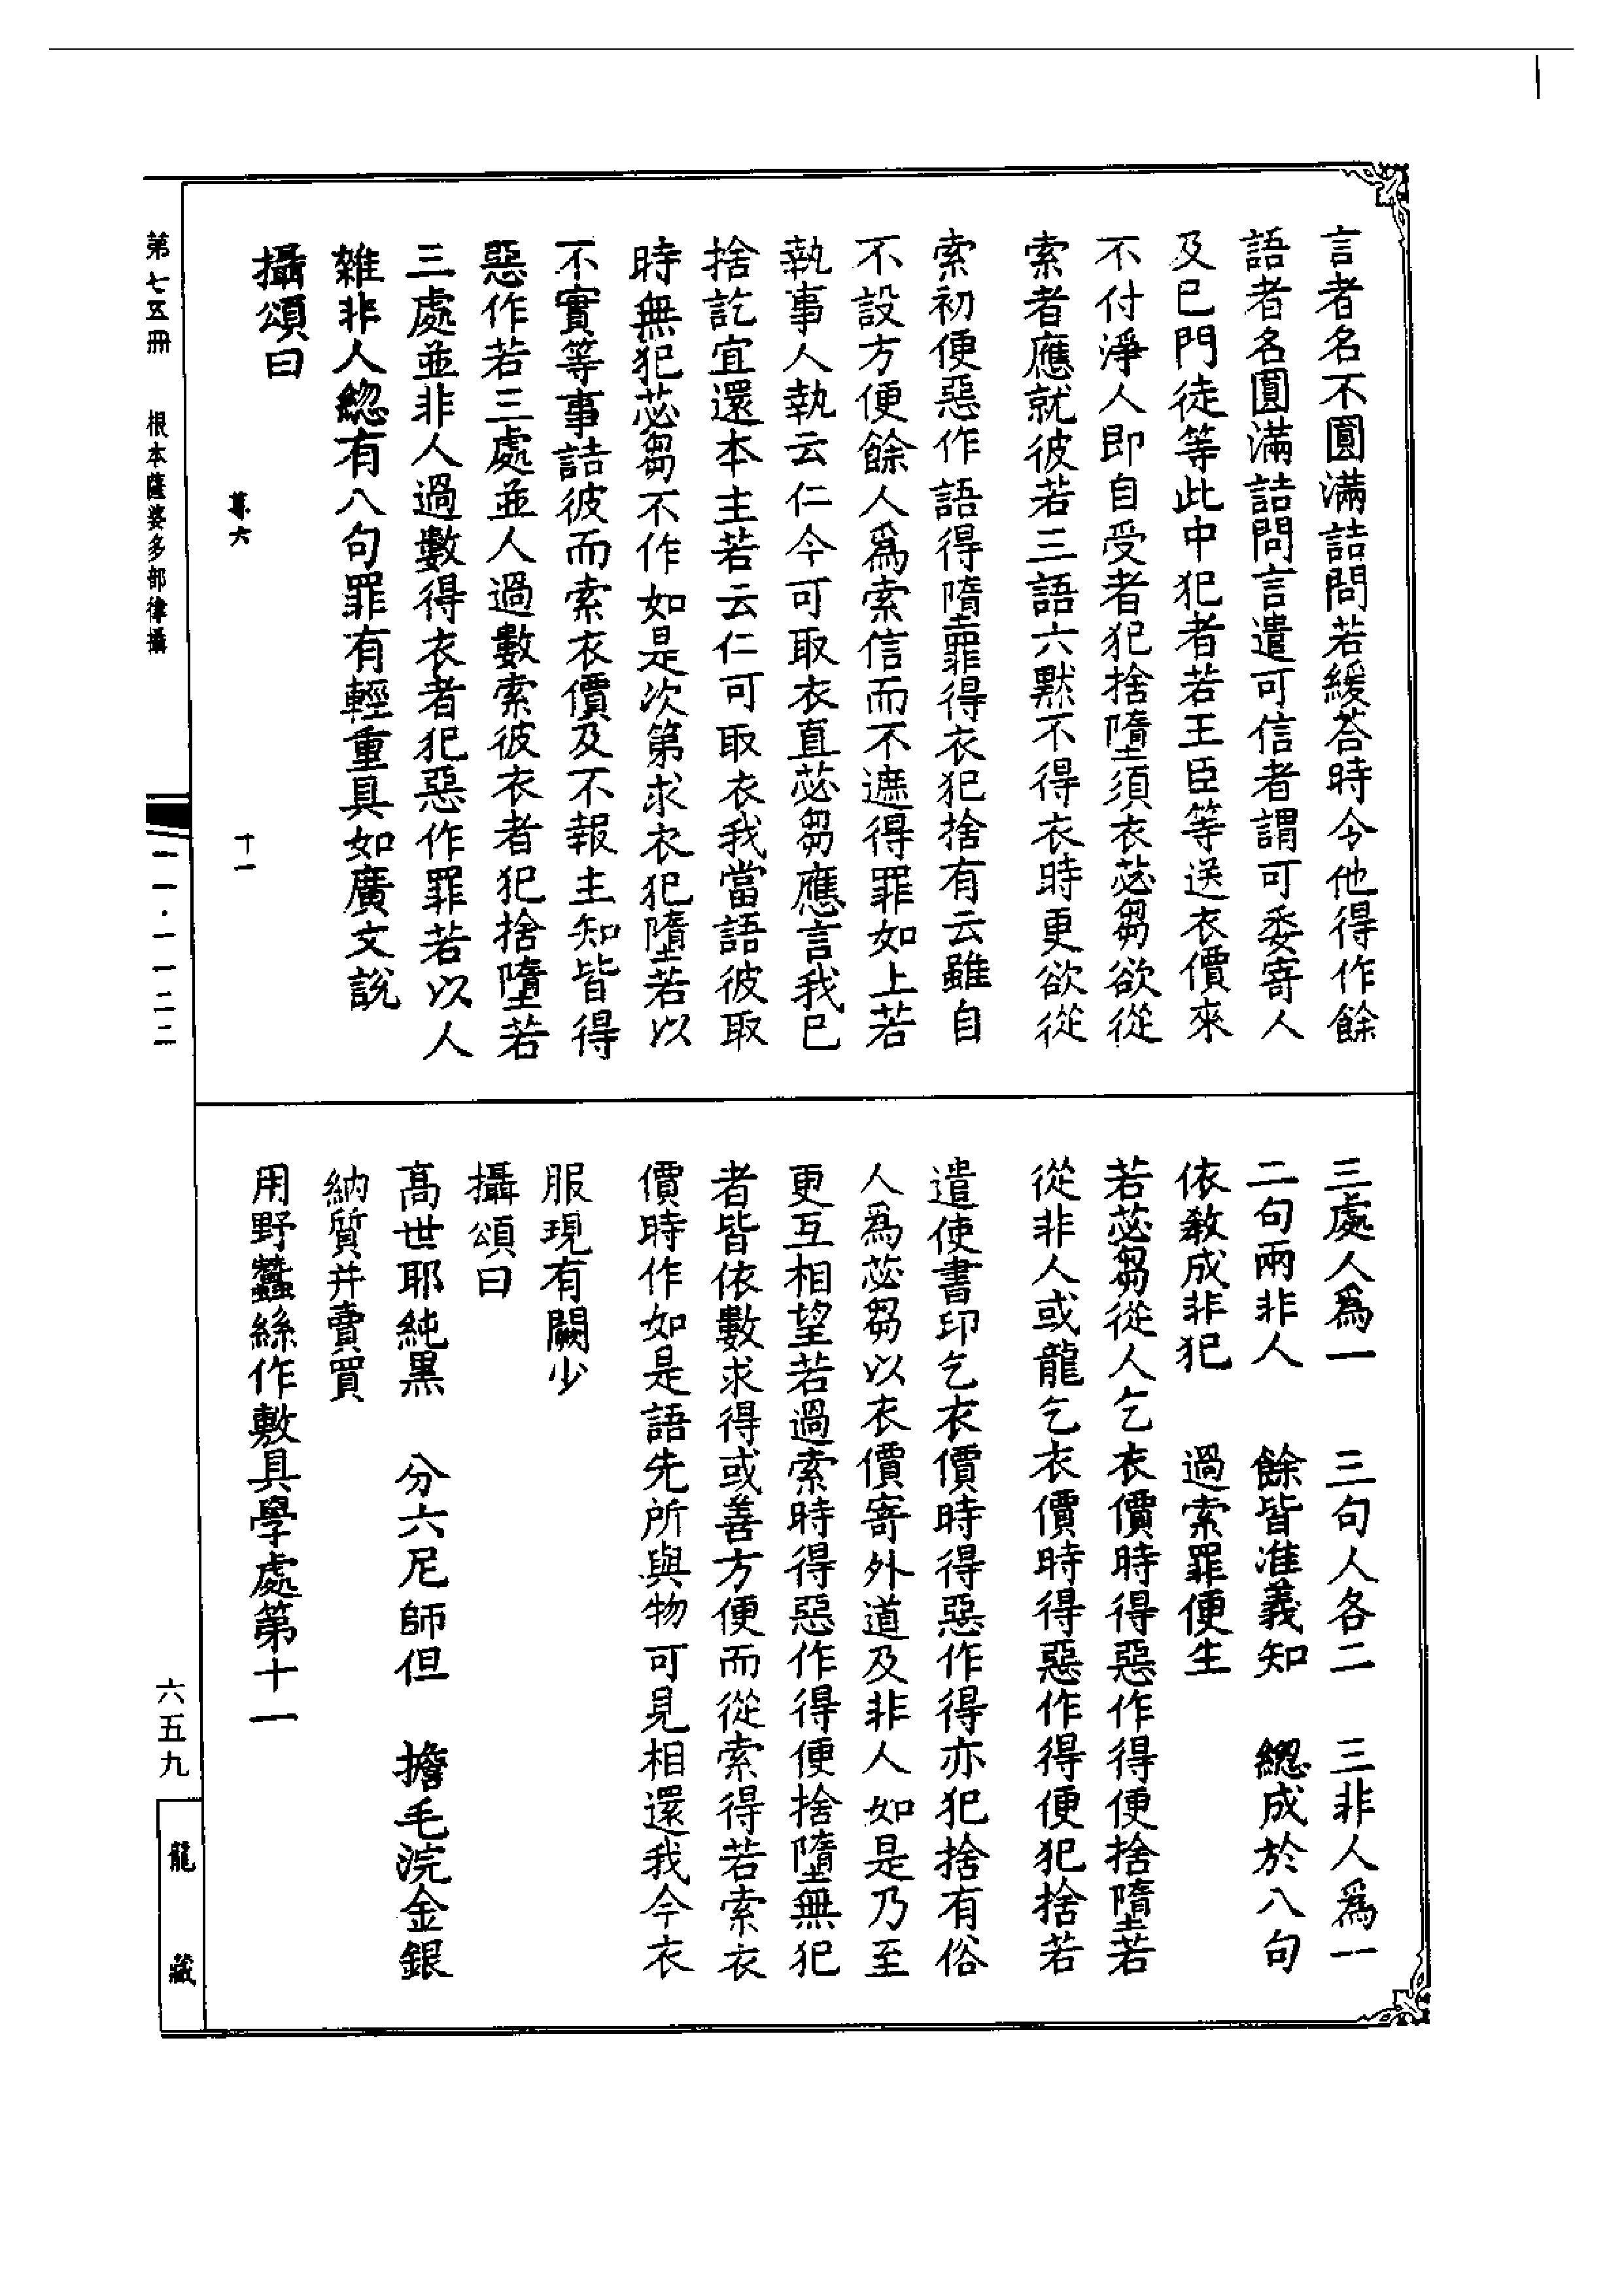 言者名不圓滿詰問若緩荅時令他得作餘
語者名圓滿詰問言遣可信者謂可委寄人
及巳門徒等此中犯者若王臣等送衣價來
不付淨人即自受者犯捨墮須衣苾芻欲從
索者應就彼若三語六默不得衣時更欲從
索初便惡作語得墮罪得衣犯捨有云雖自
不設方便餘人爲索信而不遮得罪如上若
執事人執云仁今可取衣直苾芻應言我巳
捨訖宜還本主若云仁可取衣我當語彼取
時無犯苾芻不作如是次第求衣犯墮若以
不實等事詰彼而索衣價及不報主知皆得
惡作若三處並人過數索彼衣者犯捨墮若
三處並非人過數得衣者犯惡作罪若以人
雜非人緫有八句罪有輕重具如廣文說
攝頌曰
三處人爲一　三句人各二　三非人爲一
二句兩非人　餘皆准義知　緫成於八句
依教成非犯　過索罪便生
若苾芻從人乞衣價時得惡作得便捨墮若
從非人或龍乞衣價時得惡作得便犯捨若
遣使書印乞衣價時得惡作得亦犯捨有俗
人爲苾芻以衣價寄外道及非人如是乃至
更互相望若過索時得惡作得便捨墮無犯
者皆依數求得或善方便而從索得若索衣
價時作如是語先所與物可見相還我今衣
服現有闕少
攝頌曰
高世耶純黑　分六尼師但　擔毛浣金銀
納質并賣買
用野蠶絲作敷具學處第十一
第七五冊　根本薩婆多部律攝
六五九
龍藏
十一